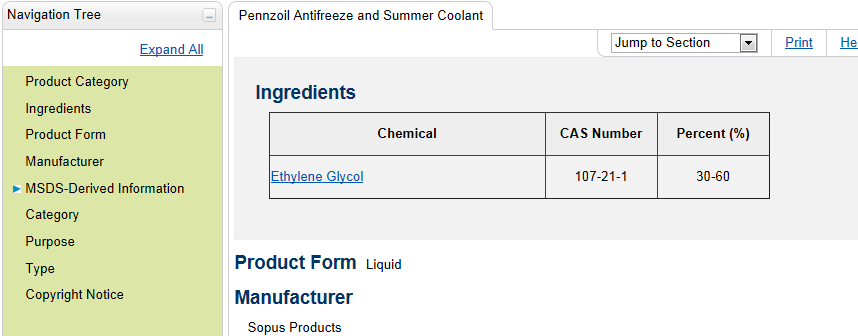 Navigation Tree
Expand All
Product Category
Ingredients
Product Form
Manufacturer
MSDS-Derived Information
Category
Purpose
Type
Copyright Notice
Pennzoil Antifreeze and Summer Coolant
Jump to Section Print He
Ingredients
Chemical CAS Number Percent (%)
Ethylene Glycol 107-21-1 30-60
Product Form Liquid
Manufacturer
Sopus Products